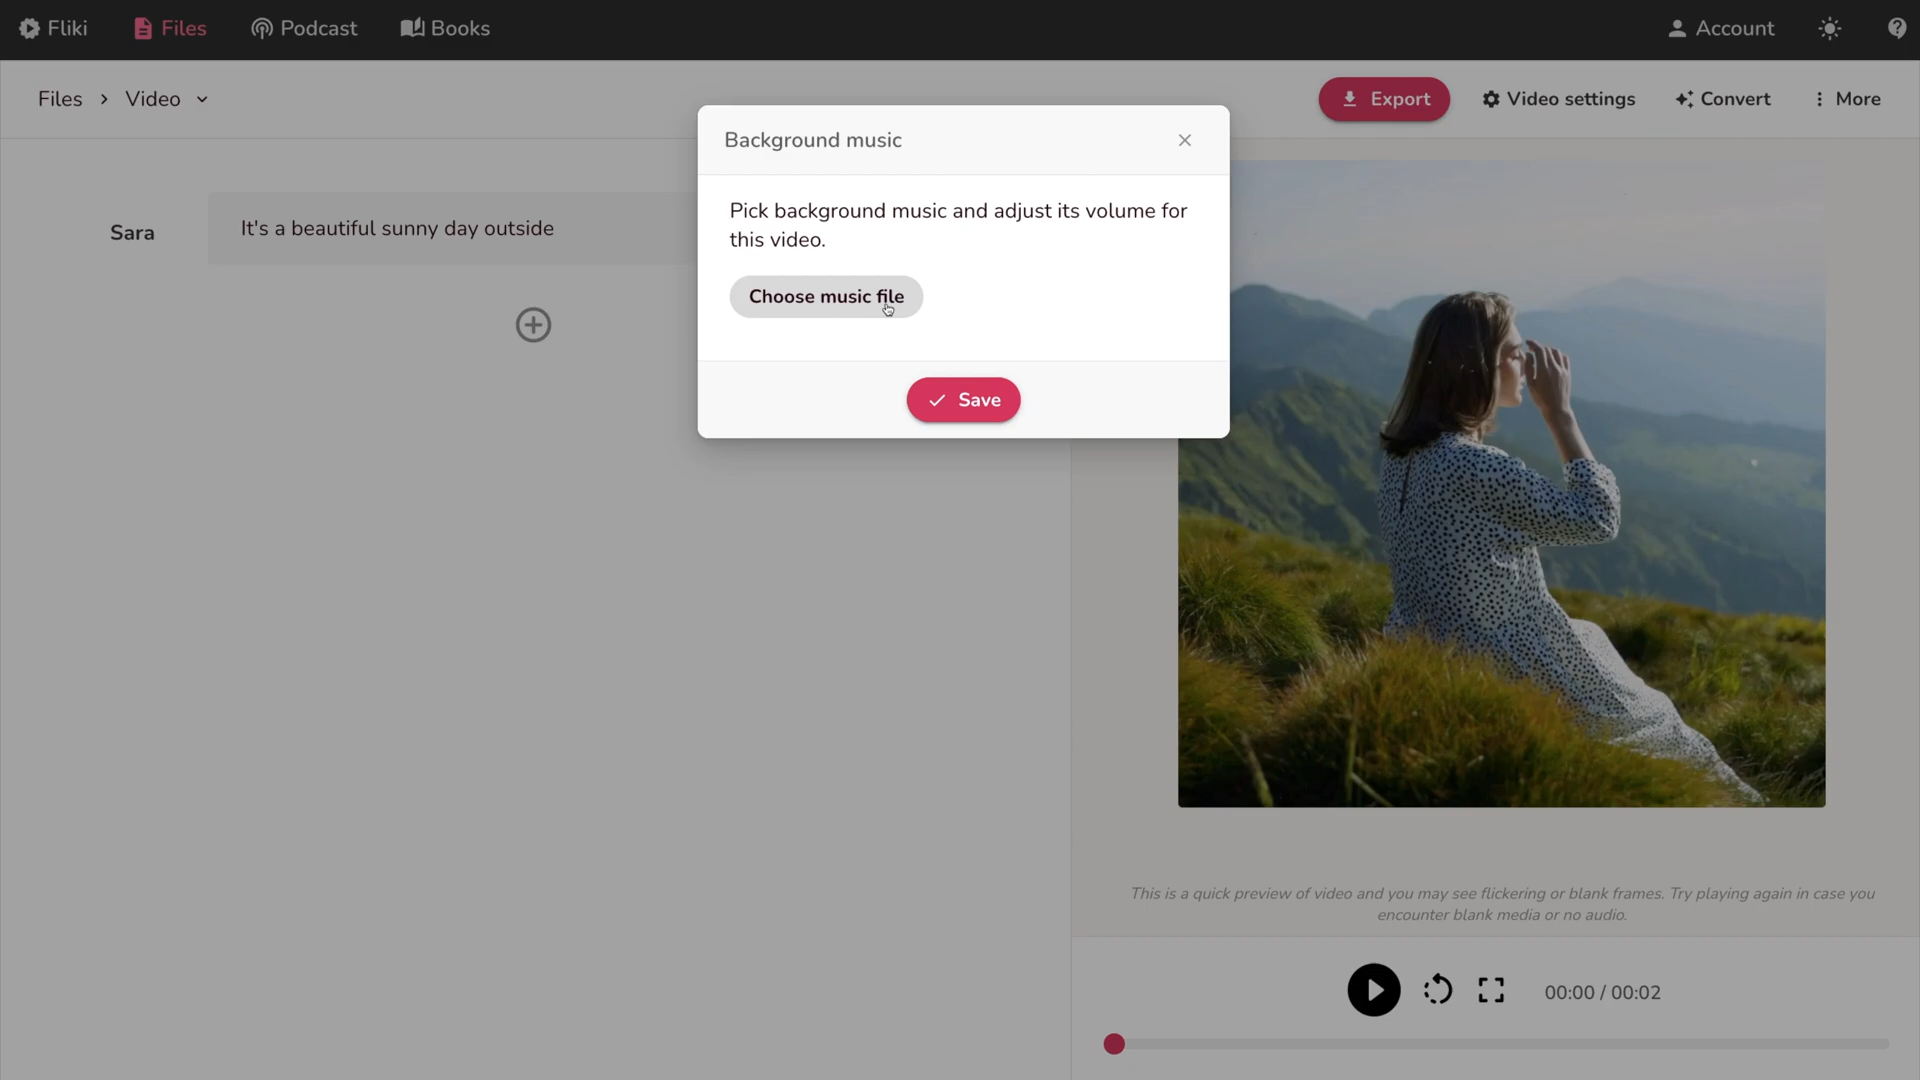 Fliki Files Podcast Books Account
Files > Video Export Video settings Convert More
Background music
Pick background music and adjust its volume for
this video.
Choose music file
Save
Sara It's a beautiful sunny day outside
This is a quick preview of video and you may see flickering or blank frames. Try playing again in case you
encounter blank media or no audio.
00:00 / 00:02